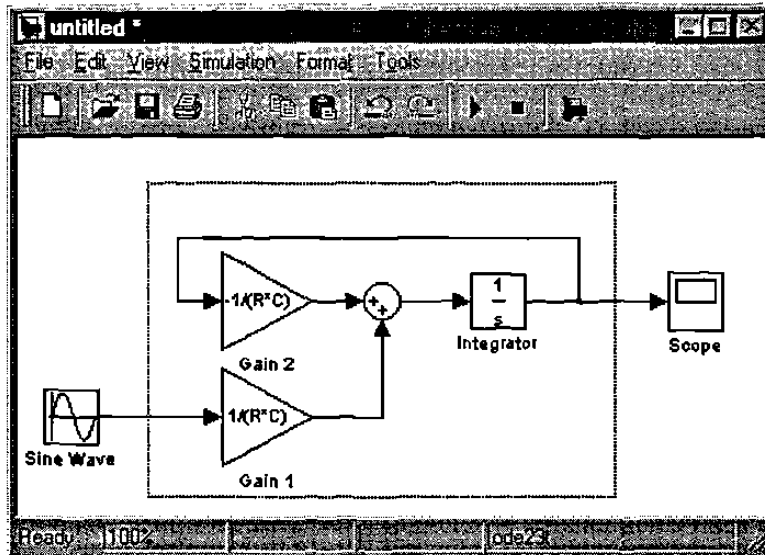 untitled *
File Edit View Simulation Format Tools
-1/(R*C)
+
+
1
s
Integrator
Scope
Gain 2
1/(R*C)
Sine Wave
Gain 1
Ready 100% ode23t